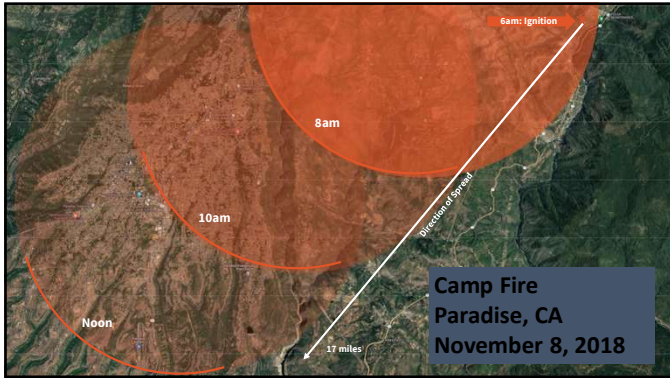 6am: Ignition
8am
Direction of Spread
10am
Camp Fire
Paradise, CA
November 8, 2018
Noon
17 miles